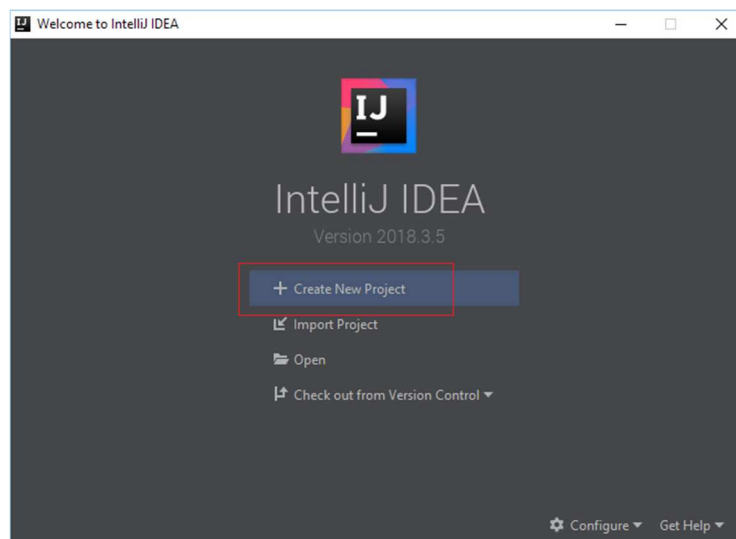 Welcome to IntelliJ IDEA
IJ
IntelliJ IDEA
Version 2018.3.5
Create New Project
Import Project
Open
Check out from Version Control
Configure Get Help